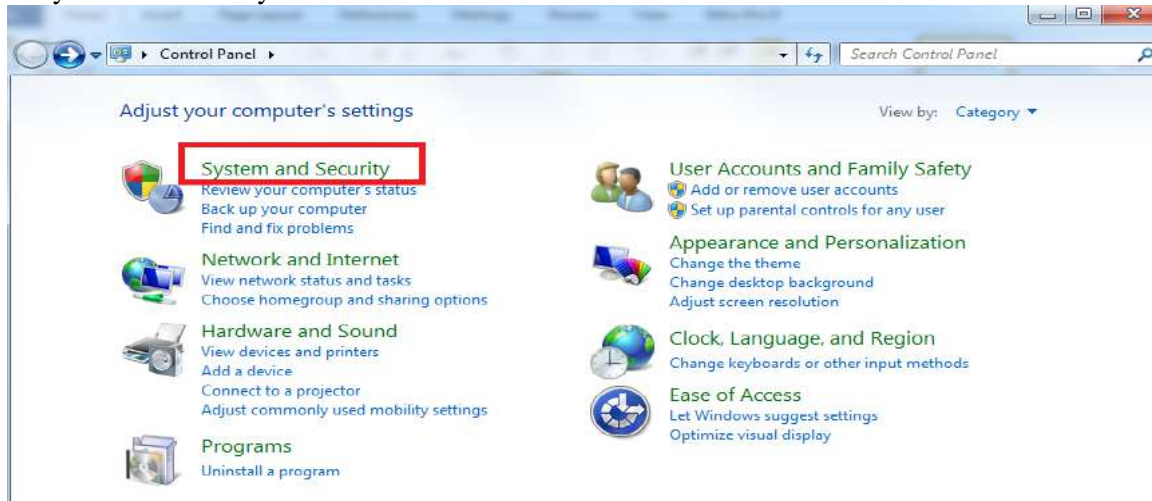 Control Panel
Search Control Panel
Adjust your computer's settings
View by: Category
System and Security
Review your computer's status
Back up your computer
Find and fix problems
Network and Internet
View network status and tasks
Choose homegroup and sharing options
Hardware and Sound
View devices and printers
Add a device
Connect to a projector
Adjust commonly used mobility settings
Programs
Uninstall a program
User Accounts and Family Safety
Add or remove user accounts
Set up parental controls for any user
Appearance and Personalization
Change the theme
Change desktop background
Adjust screen resolution
Clock, Language, and Region
Change keyboards or other input methods
Ease of Access
Let Windows suggest settings
Optimize visual display